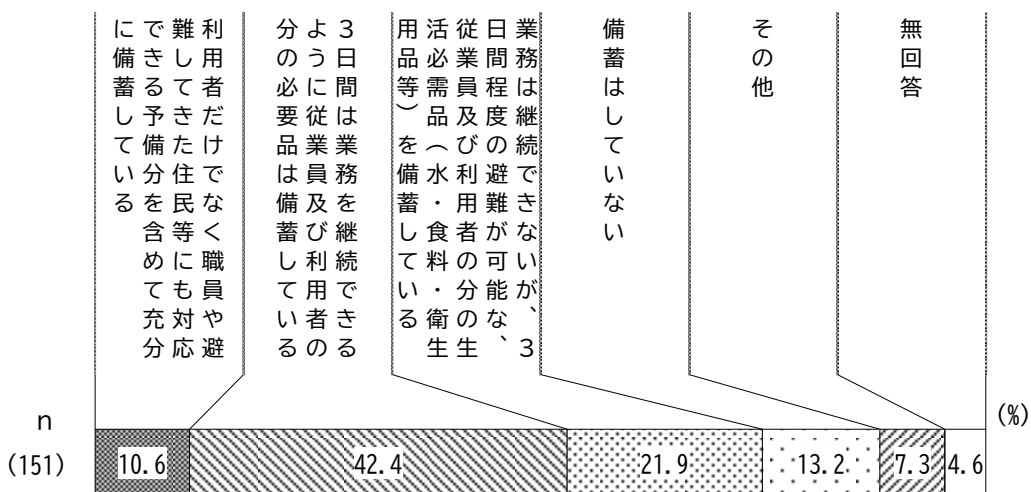 利用者だけでなく職員や避
難してきた住民等にも対応
できる予備分を含めて充分
に備蓄している
３日間は業務を継続できる
ように従業員及び利用者の
分の必要品は備蓄している
業務は継続できないが、３
日間程度の避難が可能な、
従業員及び利用者の分の生
活必需品（水・食料・衛生
用品等）を備蓄している
備蓄はしていない
その他
無回答
(%)
n
(151)
10.6
42.4
21.9
13.2
7.3
4.6